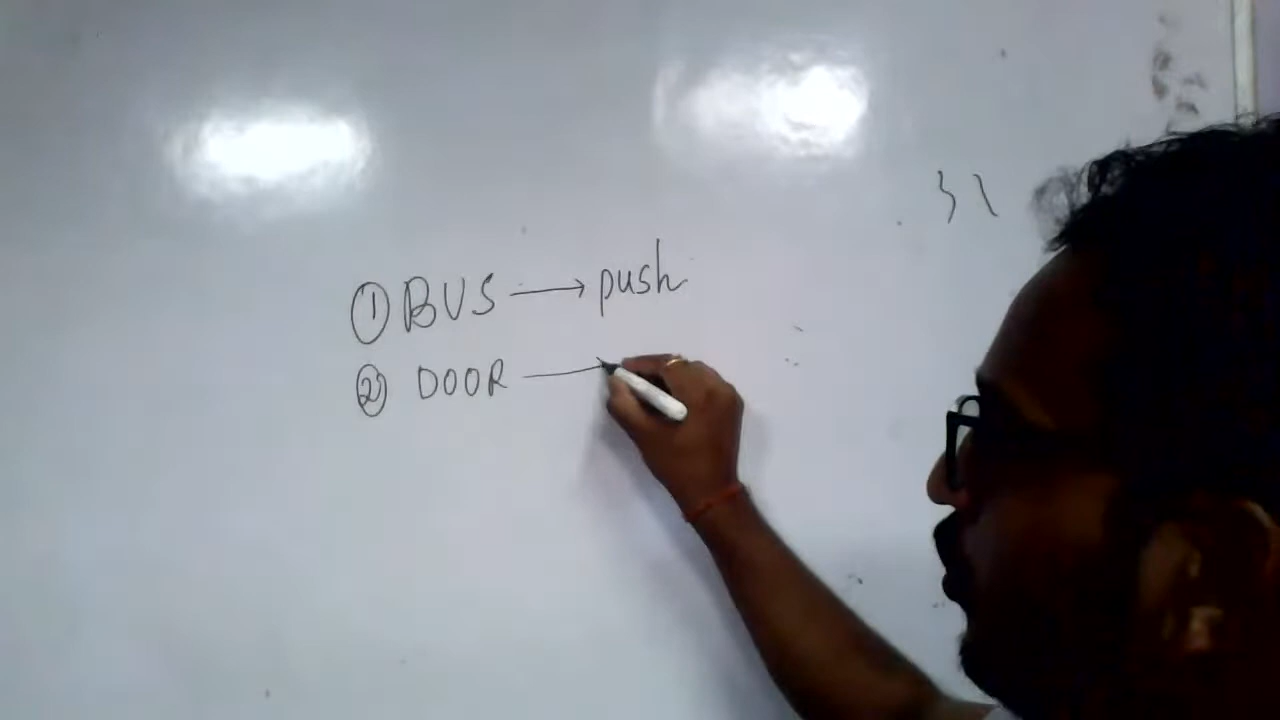 ① BUS → push
② DOOR —